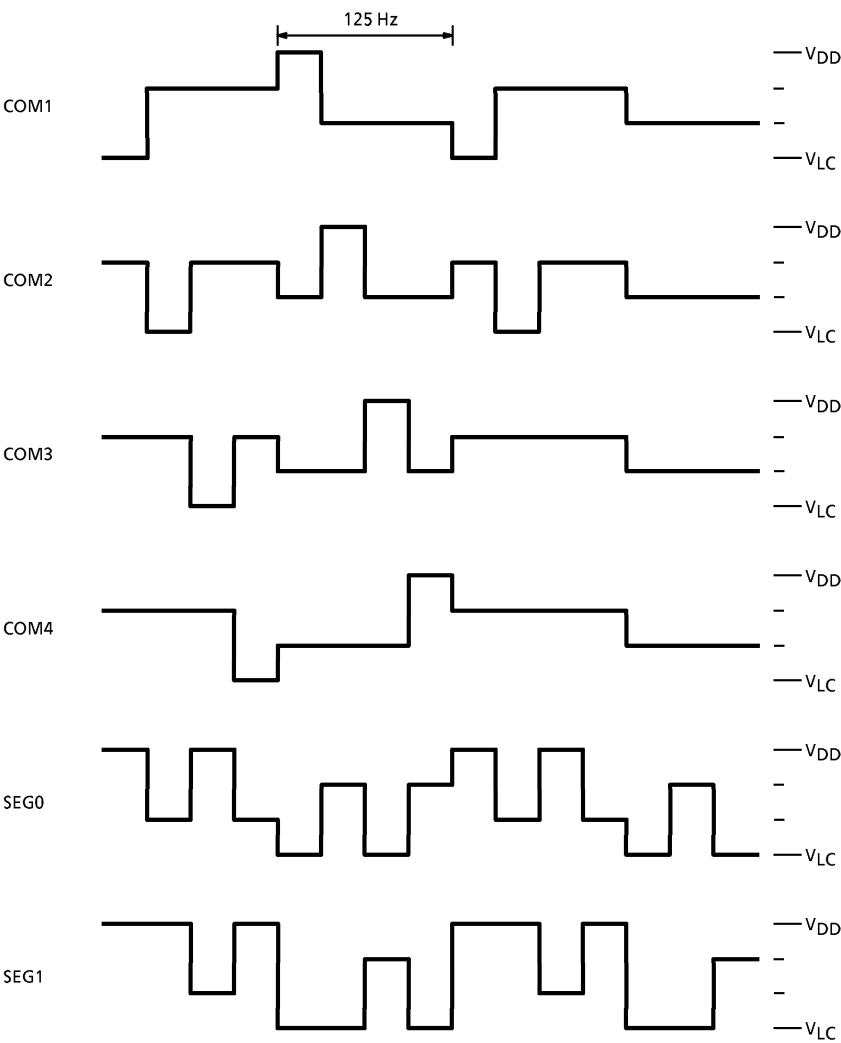 125 Hz
VDD
COM1
VLC
VDD
COM2
VLC
VDD
COM3
VLC
VDD
COM4
VLC
VDD
SEG0
VLC
VDD
SEG1
VLC